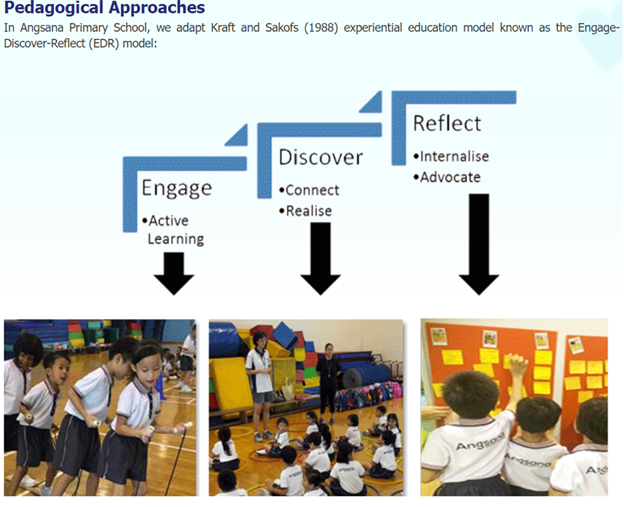 Pedagogical Approaches
In Angsana Primary School, we adapt Kraft and Sakofs (1988) experiential education model known as the Engage-
Discover-Reflect (EDR) model:
Engage
•Active
Learning
Discover
•Connect
•Realise
Reflect
•Internalise
•Advocate
Angsana
Angsana